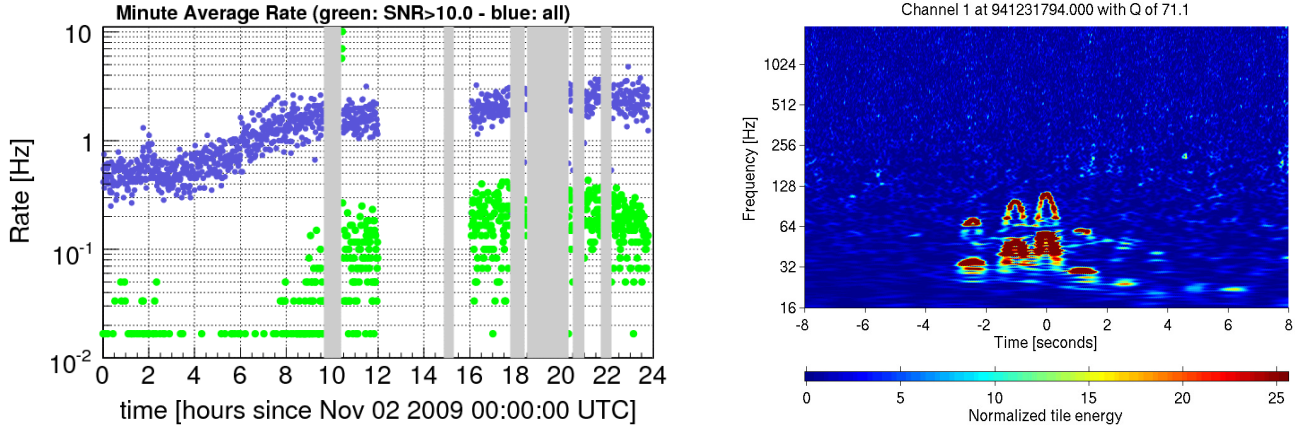 Minute Average Rate (green: SNR>10.0 - blue: all)
Rate [Hz]
10
1
10⁻¹
10⁻²
0 2 4 6 8 10 12 14 16 18 20 22 24
time [hours since Nov 02 2009 00:00:00 UTC]
Channel 1 at 941231794.000 with Q of 71.1
Frequency [Hz]
1024
512
256
128
64
32
16
-8 -6 -4 -2 0 2 4 6 8
Time [seconds]
0 5 10 15 20 25
Normalized tile energy